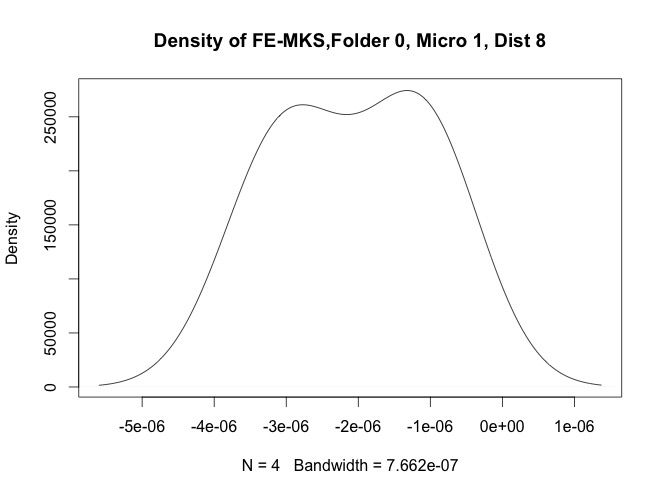 Density of FE-MKS,Folder 0, Micro 1, Dist 8
Density
250000
150000
50000
0
-5e-06 -4e-06 -3e-06 -2e-06 -1e-06 0e+00 1e-06
N = 4 Bandwidth = 7.662e-07